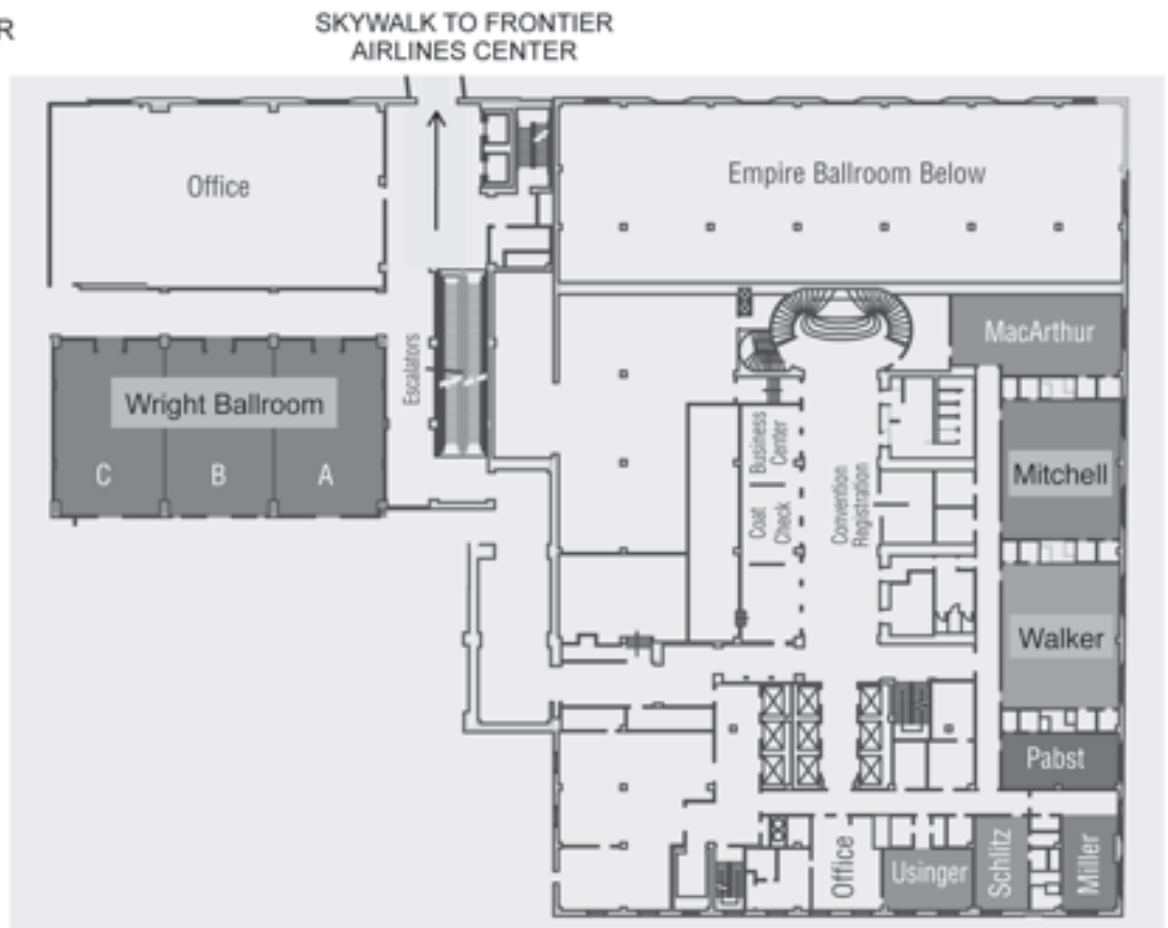 R
SKYWALK TO FRONTIER
AIRLINES CENTER
Office
Empire Ballroom Below
MacArthur
Escalators
Wright Ballroom
C
B
A
Business
Center
Mitchell
Coat
Check
Convention
Registration
Walker
Pabst
Office
Usinger
Schlitz
Miller